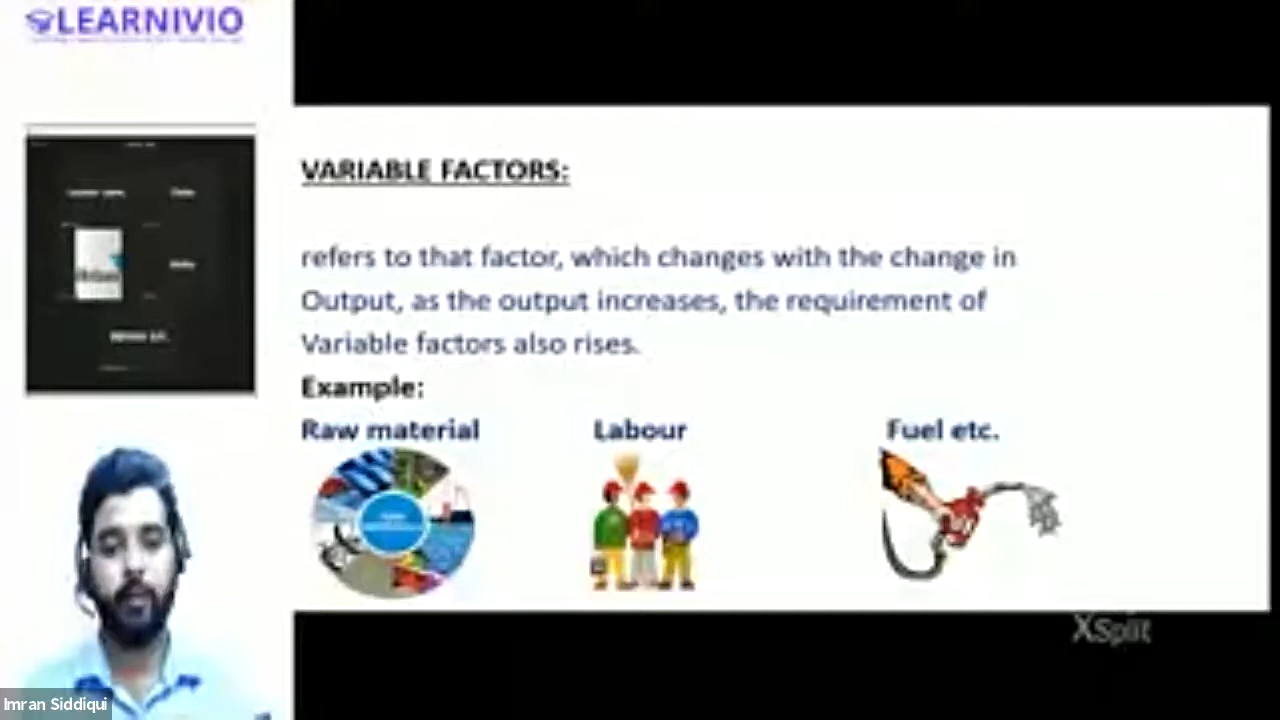 LEARNIVIO
VARIABLE FACTORS:
refers to that factor, which changes with the change in
Output, as the output increases, the requirement of
Variable factors also rises.
Example:
Raw material Labour Fuel etc.
XSplit
Imran Siddiqui